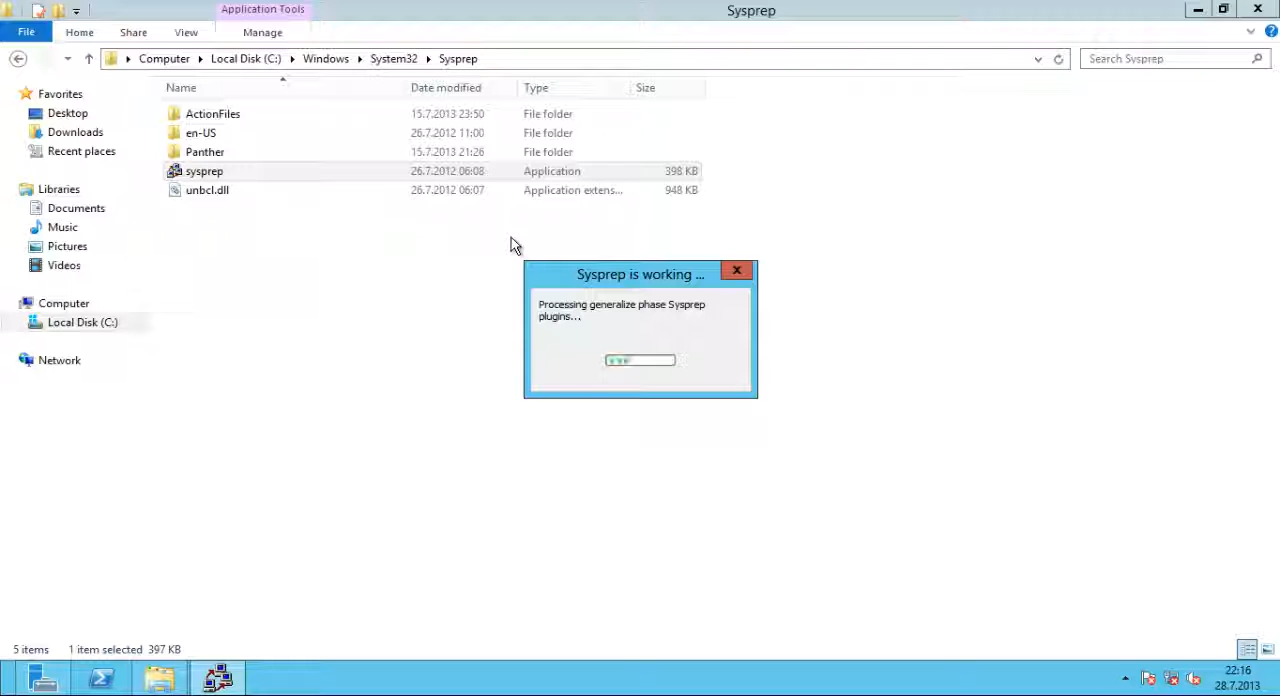 Application Tools
Sysprep
File
Home
Share
View
Manage
Computer
Local Disk (C:)
Windows
System32
Sysprep
Search Sysprep
Name
Date modified
Type
Size
Favorites
Desktop
Downloads
Recent places
Libraries
Documents
Music
Pictures
Videos
Computer
Local Disk (C:)
Network
ActionFiles 15.7.2013 23:50 File folder
en-US 26.7.2012 11:00 File folder
Panther 15.7.2013 21:26 File folder
sysprep 26.7.2012 06:08 Application 398 KB
unbcl.dll 26.7.2012 06:07 Application extens... 948 KB
Sysprep is working ...
Processing generalize phase Sysprep
plugins...
5 items 1 item selected 397 KB
22:16
28.7.2013